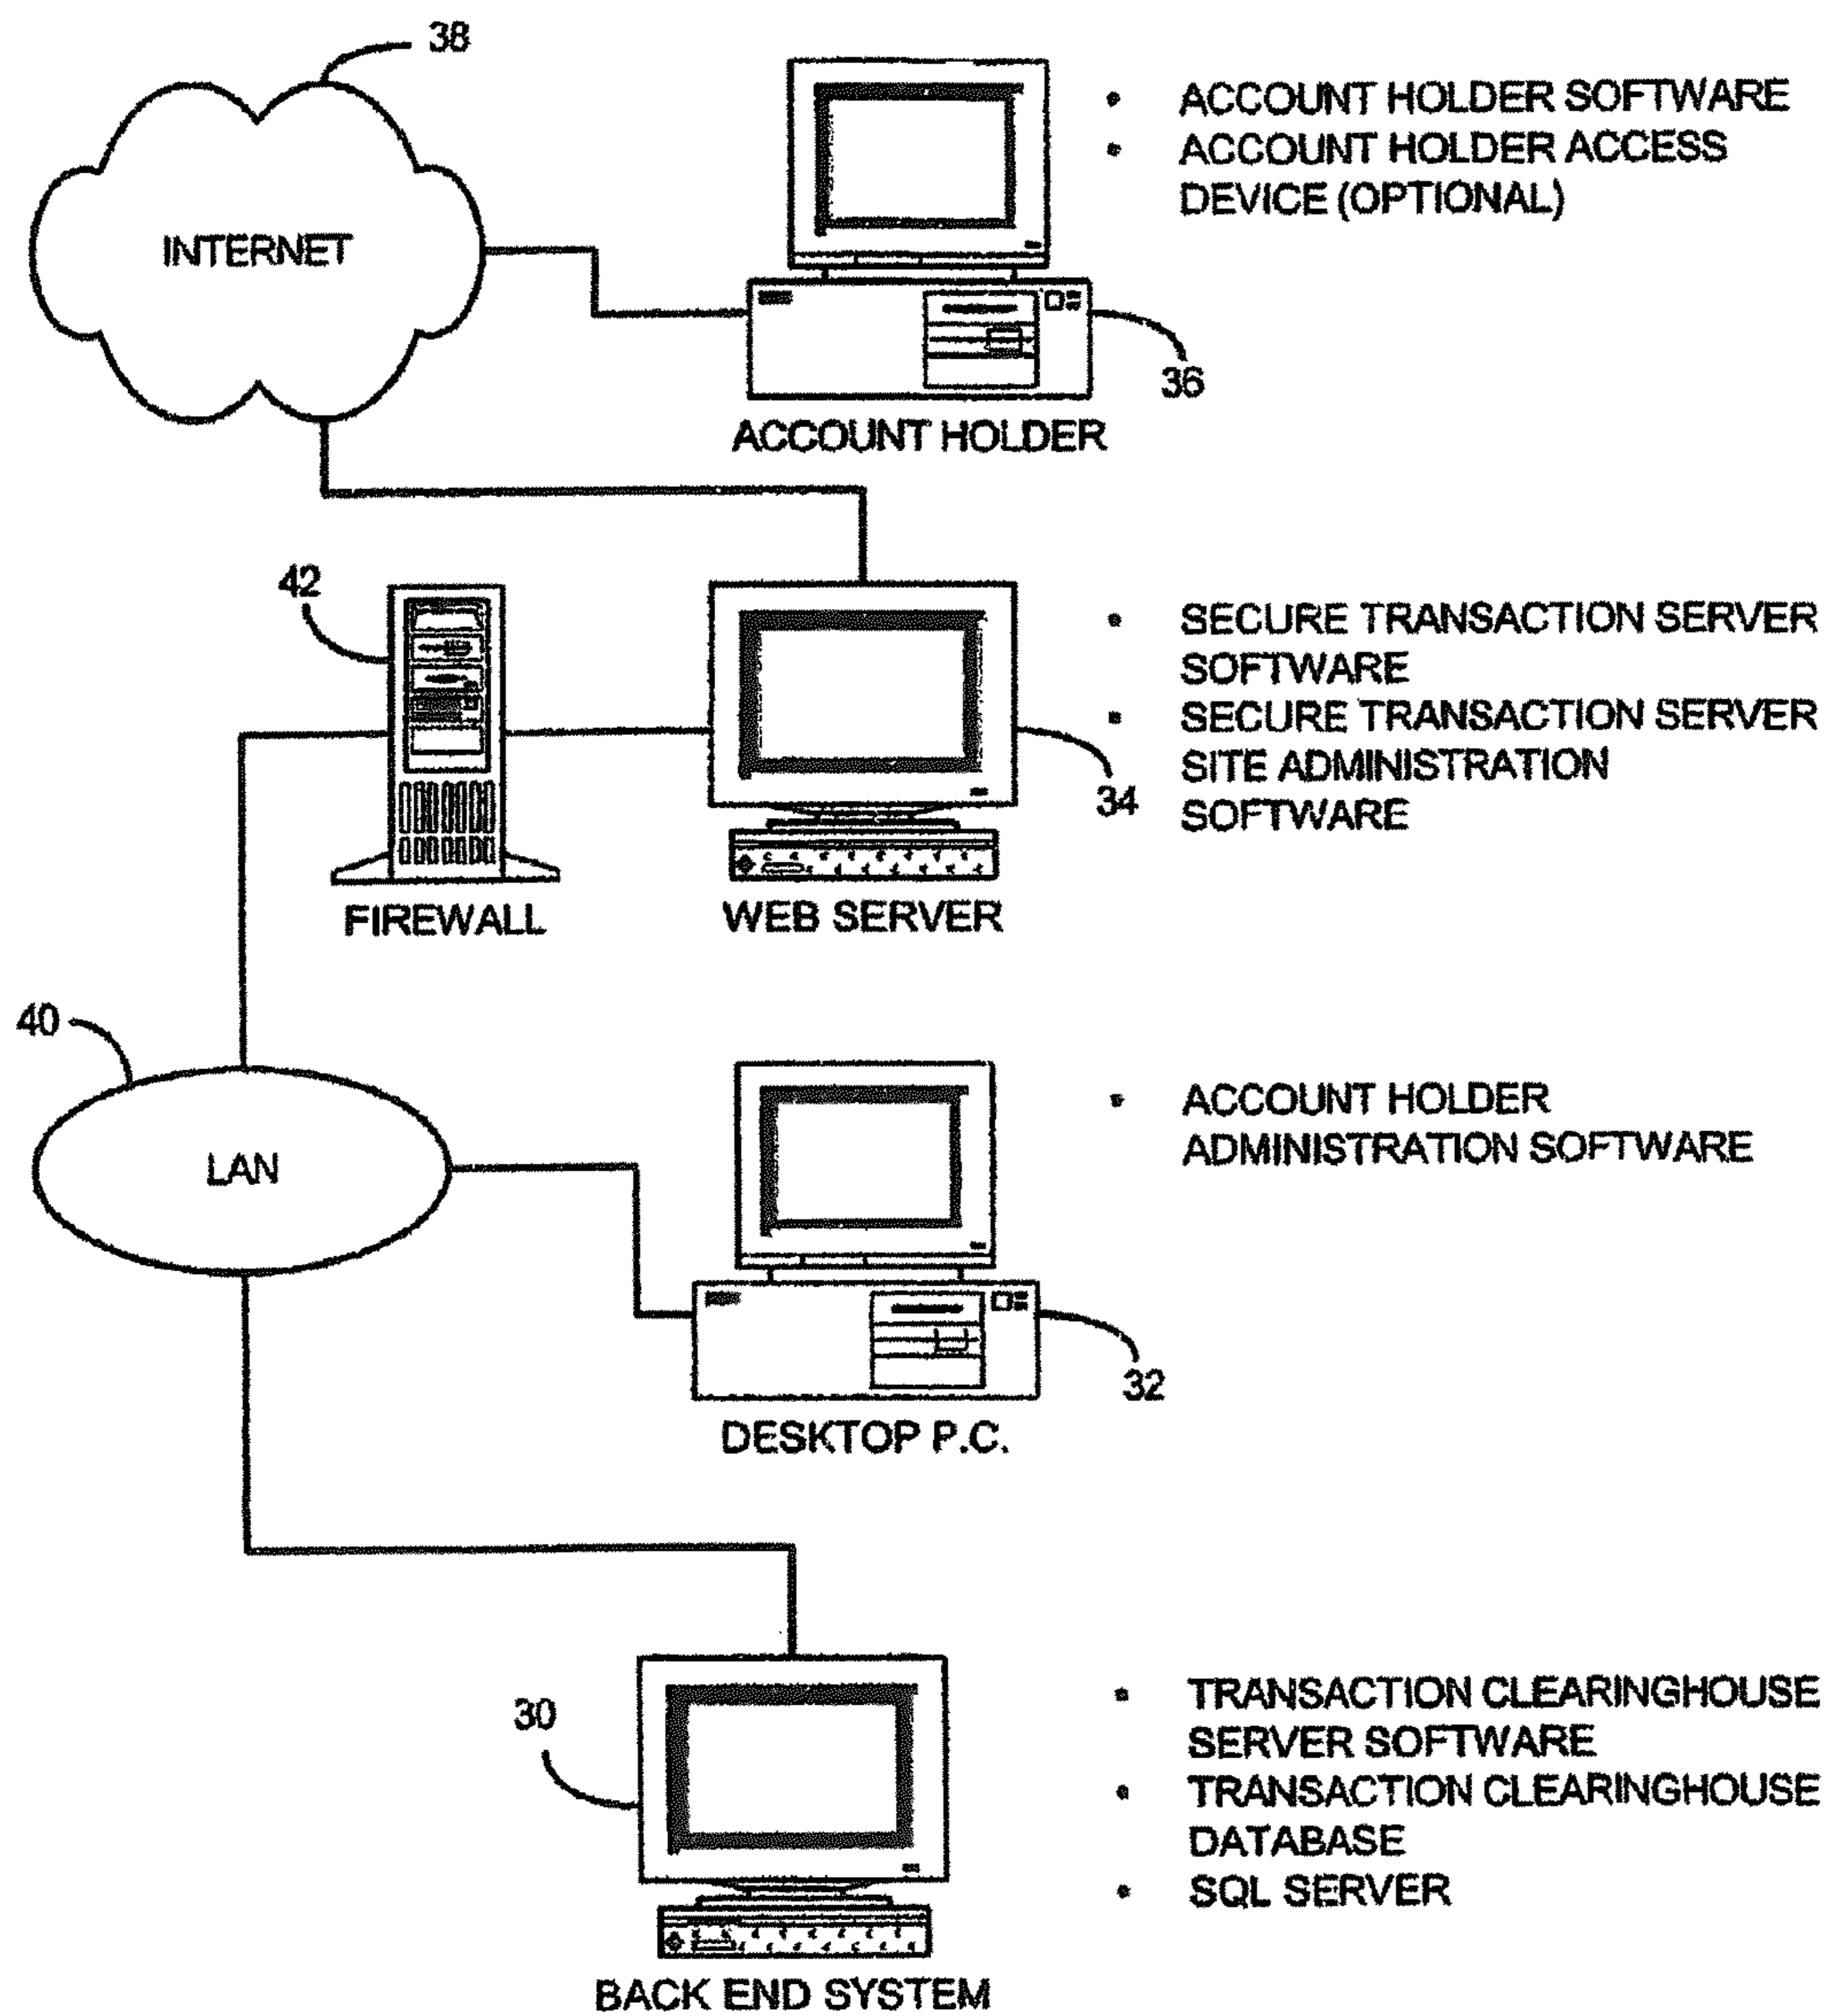 38
INTERNET
• ACCOUNT HOLDER SOFTWARE
• ACCOUNT HOLDER ACCESS
DEVICE (OPTIONAL)
36
ACCOUNT HOLDER
42
• SECURE TRANSACTION SERVER
SOFTWARE
• SECURE TRANSACTION SERVER
SITE ADMINISTRATION
SOFTWARE
34
FIREWALL
WEB SERVER
40
LAN
• ACCOUNT HOLDER
ADMINISTRATION SOFTWARE
32
DESKTOP P.C.
30
• TRANSACTION CLEARINGHOUSE
SERVER SOFTWARE
• TRANSACTION CLEARINGHOUSE
DATABASE
• SQL SERVER
BACK END SYSTEM